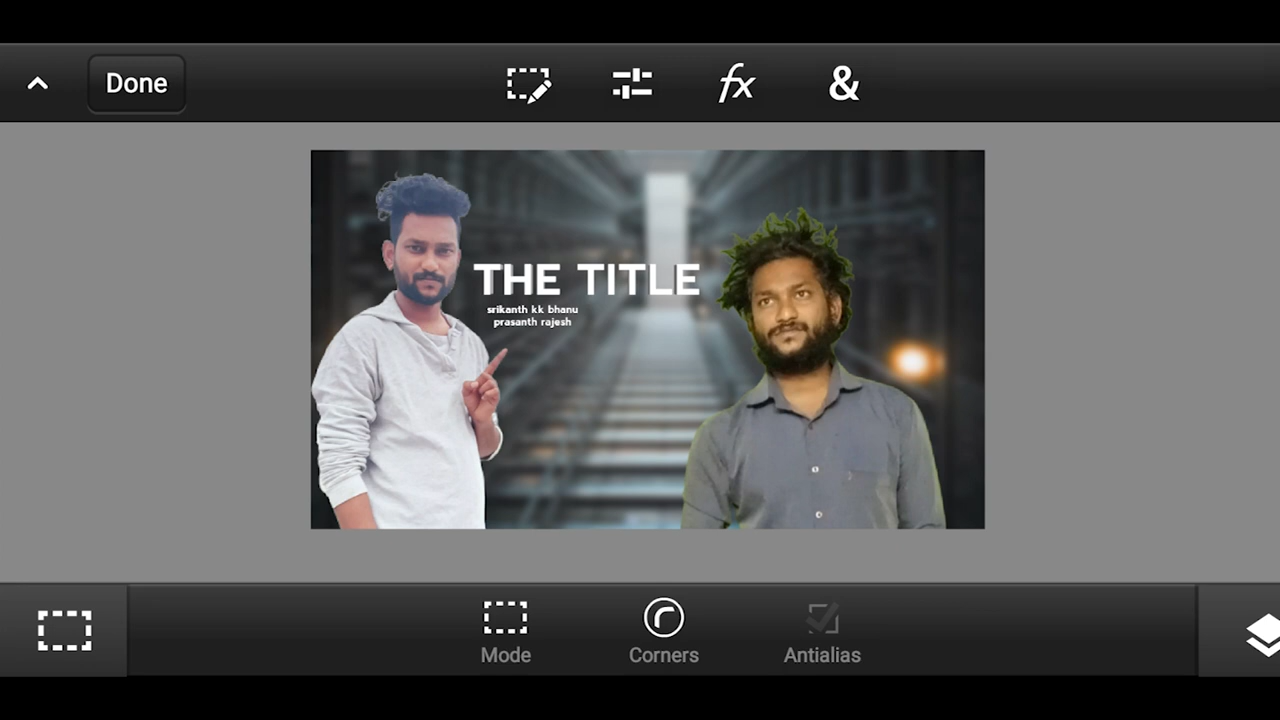 Done
fx
&
THE TITLE
srikanth kk bhanu
prasanth rajesh
Mode
Corners
Antialias